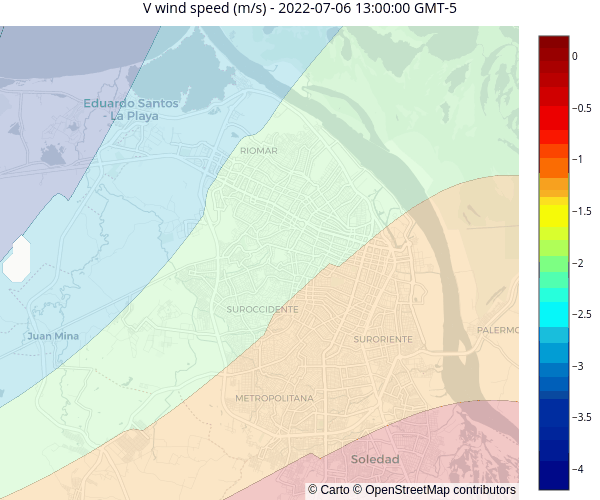 V wind speed (m/s) - 2022-07-06 13:00:00 GMT-5
Eduardo Santos
- La Playa
RIOMAR
SUROCCIDENTE
Juan Mina
SURORIENTE
PALERMO
METROPOLITANA
Soledad
© Carto © OpenStreetMap contributors
0
−0.5
−1
−1.5
−2
−2.5
−3
−3.5
−4